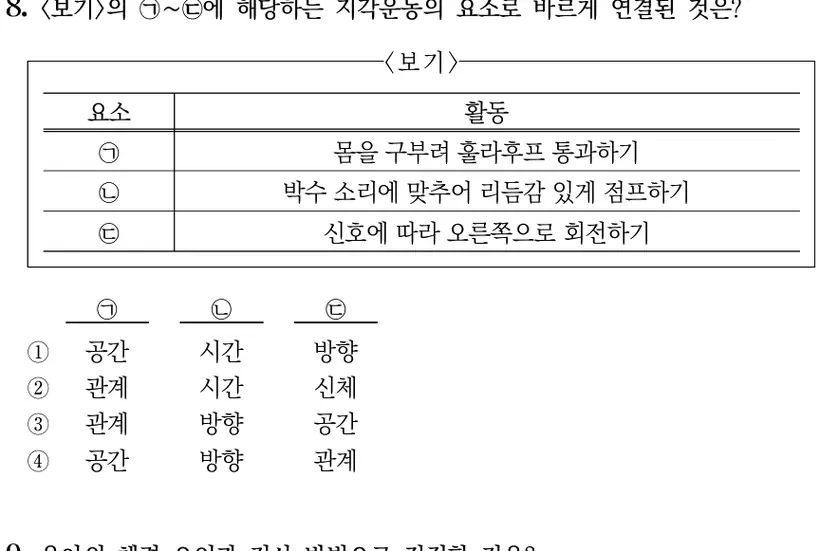 8. <보기>의 ㉠~㉢에 해당하는 지각운동의 요소로 바르게 연결된 것은?
<보기>
요소 활동
㉠ 몸을 구부려 훌라후프 통과하기
㉡ 박수 소리에 맞추어 리듬감 있게 점프하기
㉢ 신호에 따라 오른쪽으로 회전하기
㉠ ㉡ ㉢
① 공간 시간 방향
② 관계 시간 신체
③ 관계 방향 공간
④ 공간 방향 관계